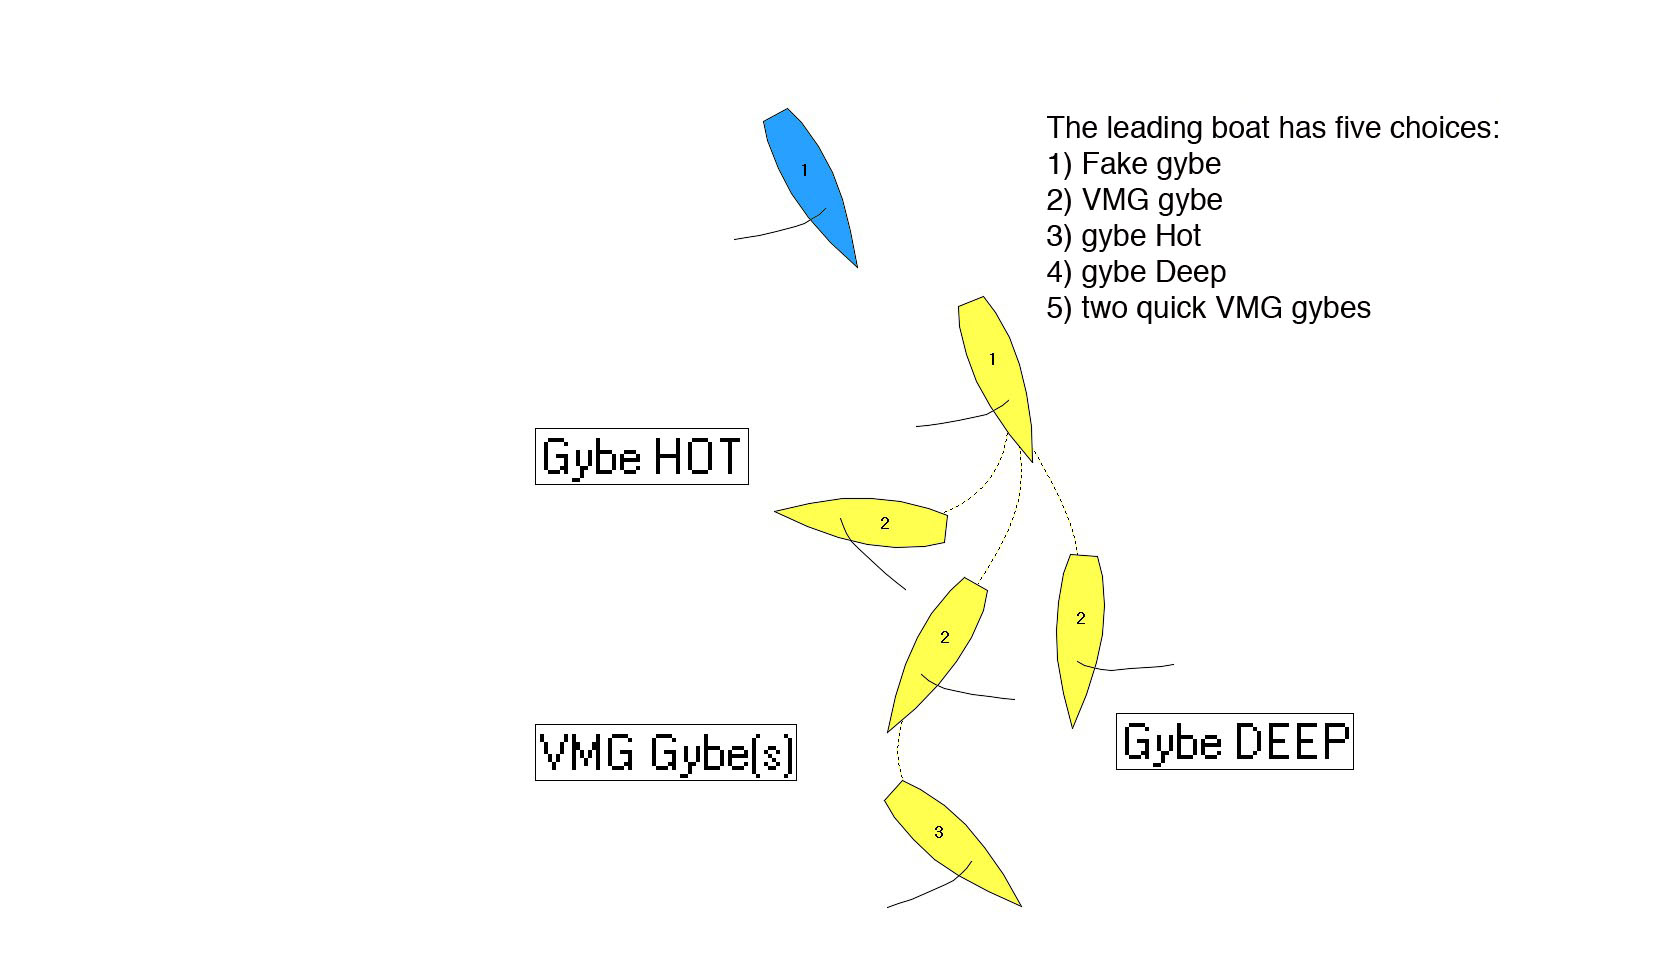 The leading boat has five choices:
1) Fake gybe
2) VMG gybe
3) gybe Hot
4) gybe Deep
5) two quick VMG gybes
1
1
Gybe HOT
2
2
2
VMG Gybe(s)
Gybe DEEP
3